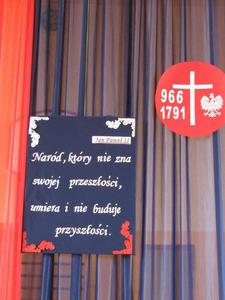 966
1791
Jan Paweł II
Naród, który nie zna
swojej przeszłości,
umiera i nie buduje
przyszłości.